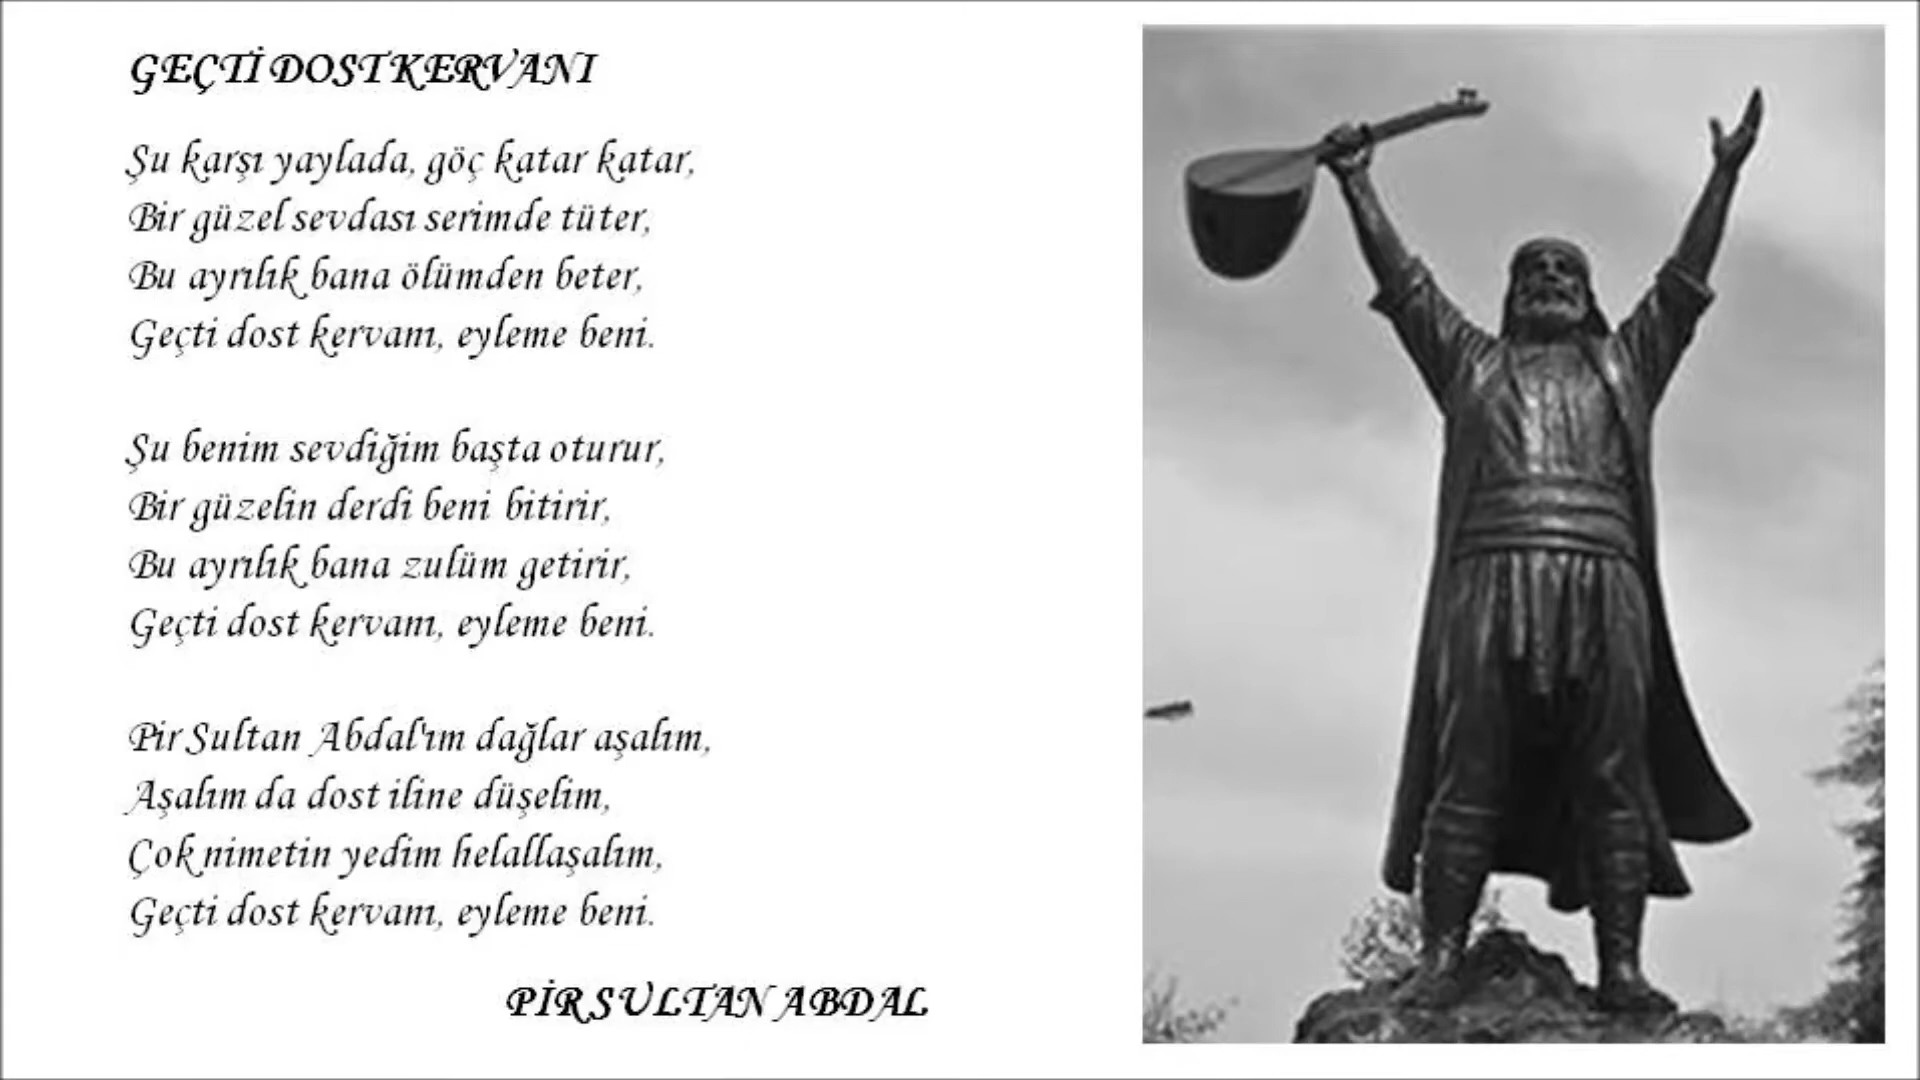 GEÇTİ DOST KERVANI
Şu karşı yaylada, göç katar katar,
Bir güzel sevdası serimde tüter,
Bu ayrılık bana ölümden beter,
Geçti dost kervanı, eyleme beni.
Şu benim sevdiğim başta oturur,
Bir güzelin derdi beni bitirir,
Bu ayrılık bana zulüm getirir,
Geçti dost kervanı, eyleme beni.
Pir Sultan Abdal'ım dağlar aşalım,
Aşalım da dost iline düşelim,
Çok nimetin yedim helallaşalım,
Geçti dost kervanı, eyleme beni.
PİR SULTAN ABDAL